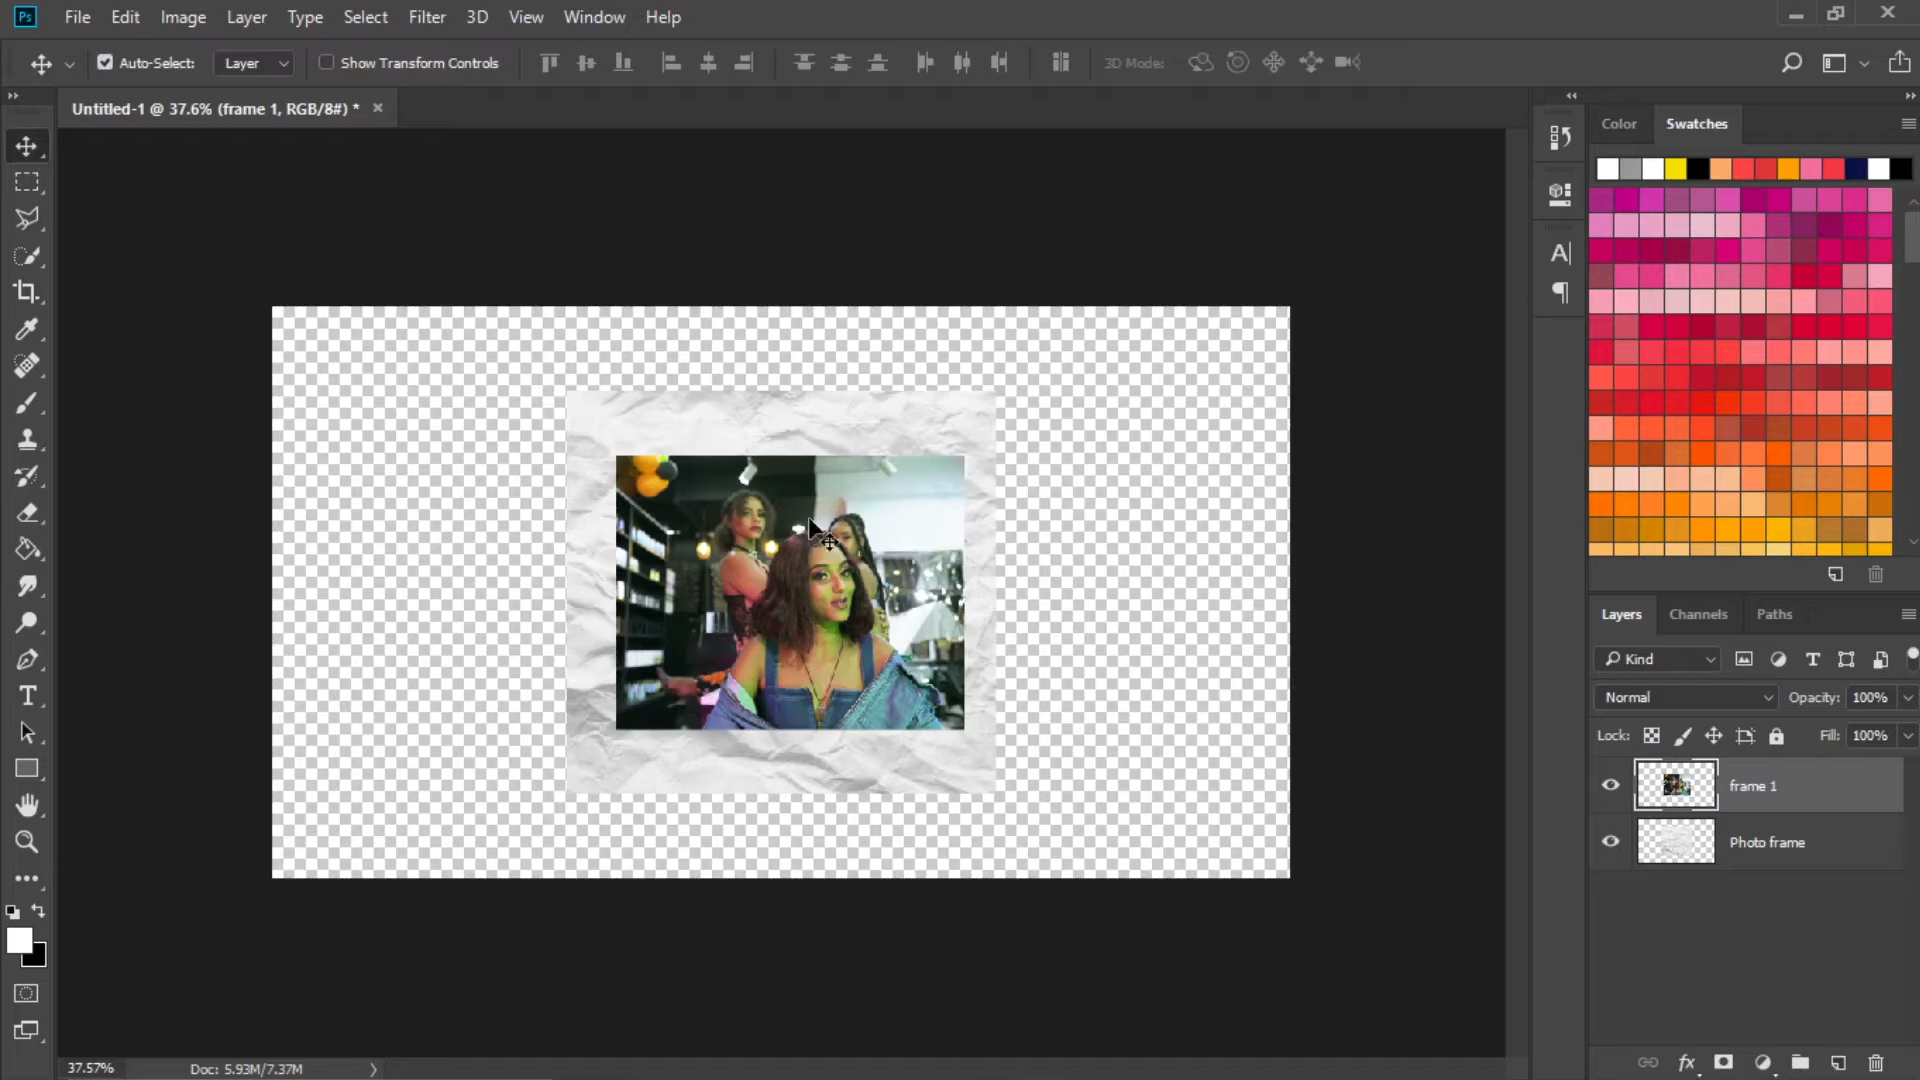 Ps File Edit Image Layer Type Select Filter 3D View Window Help
Auto-Select: Layer Show Transform Controls 3D Mode:
Untitled-1 @ 37.6% (frame 1, RGB/8#) *
Color Swatches
Layers Channels Paths
Kind
Normal Opacity: 100%
Lock: Fill: 100%
frame 1
Photo frame
fx
37.57% Doc: 5.93M/7.37M